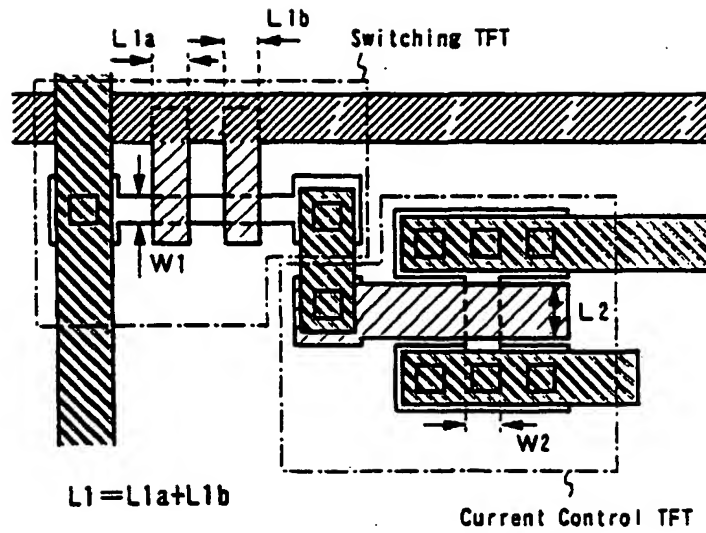 L1b
L1a
Switching TFT
W1
L2
W2
L1=L1a+L1b
Current Control TFT